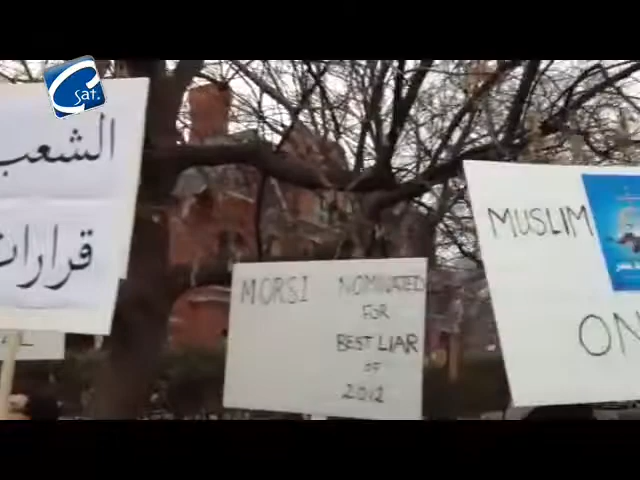 C
Sat.
الشعب
قرارات
MORSI NOMINATED
FOR
BEST LIAR
OF
2012
MUSLIM
ON